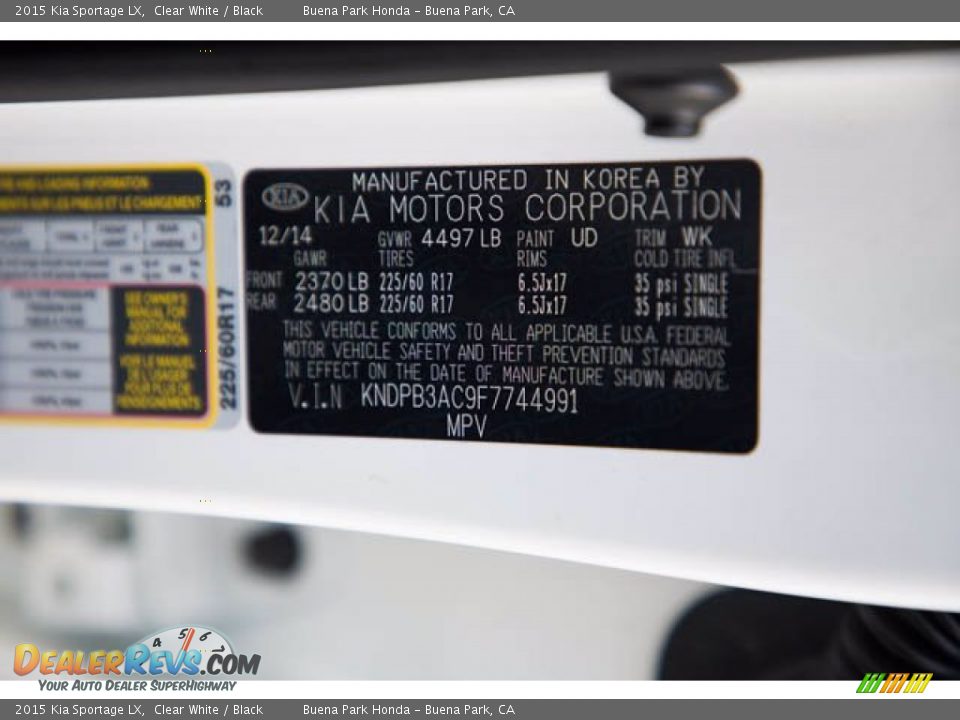 2015 Kia Sportage LX, Clear White / Black Buena Park Honda - Buena Park, CA
53
225/60R17
SEE OWNER'S
MANUAL FOR
ADDITIONAL
INFORMATION
KIA
MANUFACTURED IN KOREA BY
KIA MOTORS CORPORATION
12/14 GVWR 4497 LB PAINT UD TRIM WK
GAWR TIRES RIMS COLD TIRE INFL
FRONT 2370 LB 225/60 R17 6.5Jx17 35 psi SINGLE
REAR 2480 LB 225/60 R17 6.5Jx17 35 psi SINGLE
THIS VEHICLE CONFORMS TO ALL APPLICABLE U.S.A. FEDERAL
MOTOR VEHICLE SAFETY AND THEFT PREVENTION STANDARDS
IN EFFECT ON THE DATE OF MANUFACTURE SHOWN ABOVE.
V.I.N KNDPB3AC9F7744991
MPV
4 5 6
DEALERREVS.COM
YOUR AUTO DEALER SUPERHIGHWAY
2015 Kia Sportage LX, Clear White / Black Buena Park Honda - Buena Park, CA